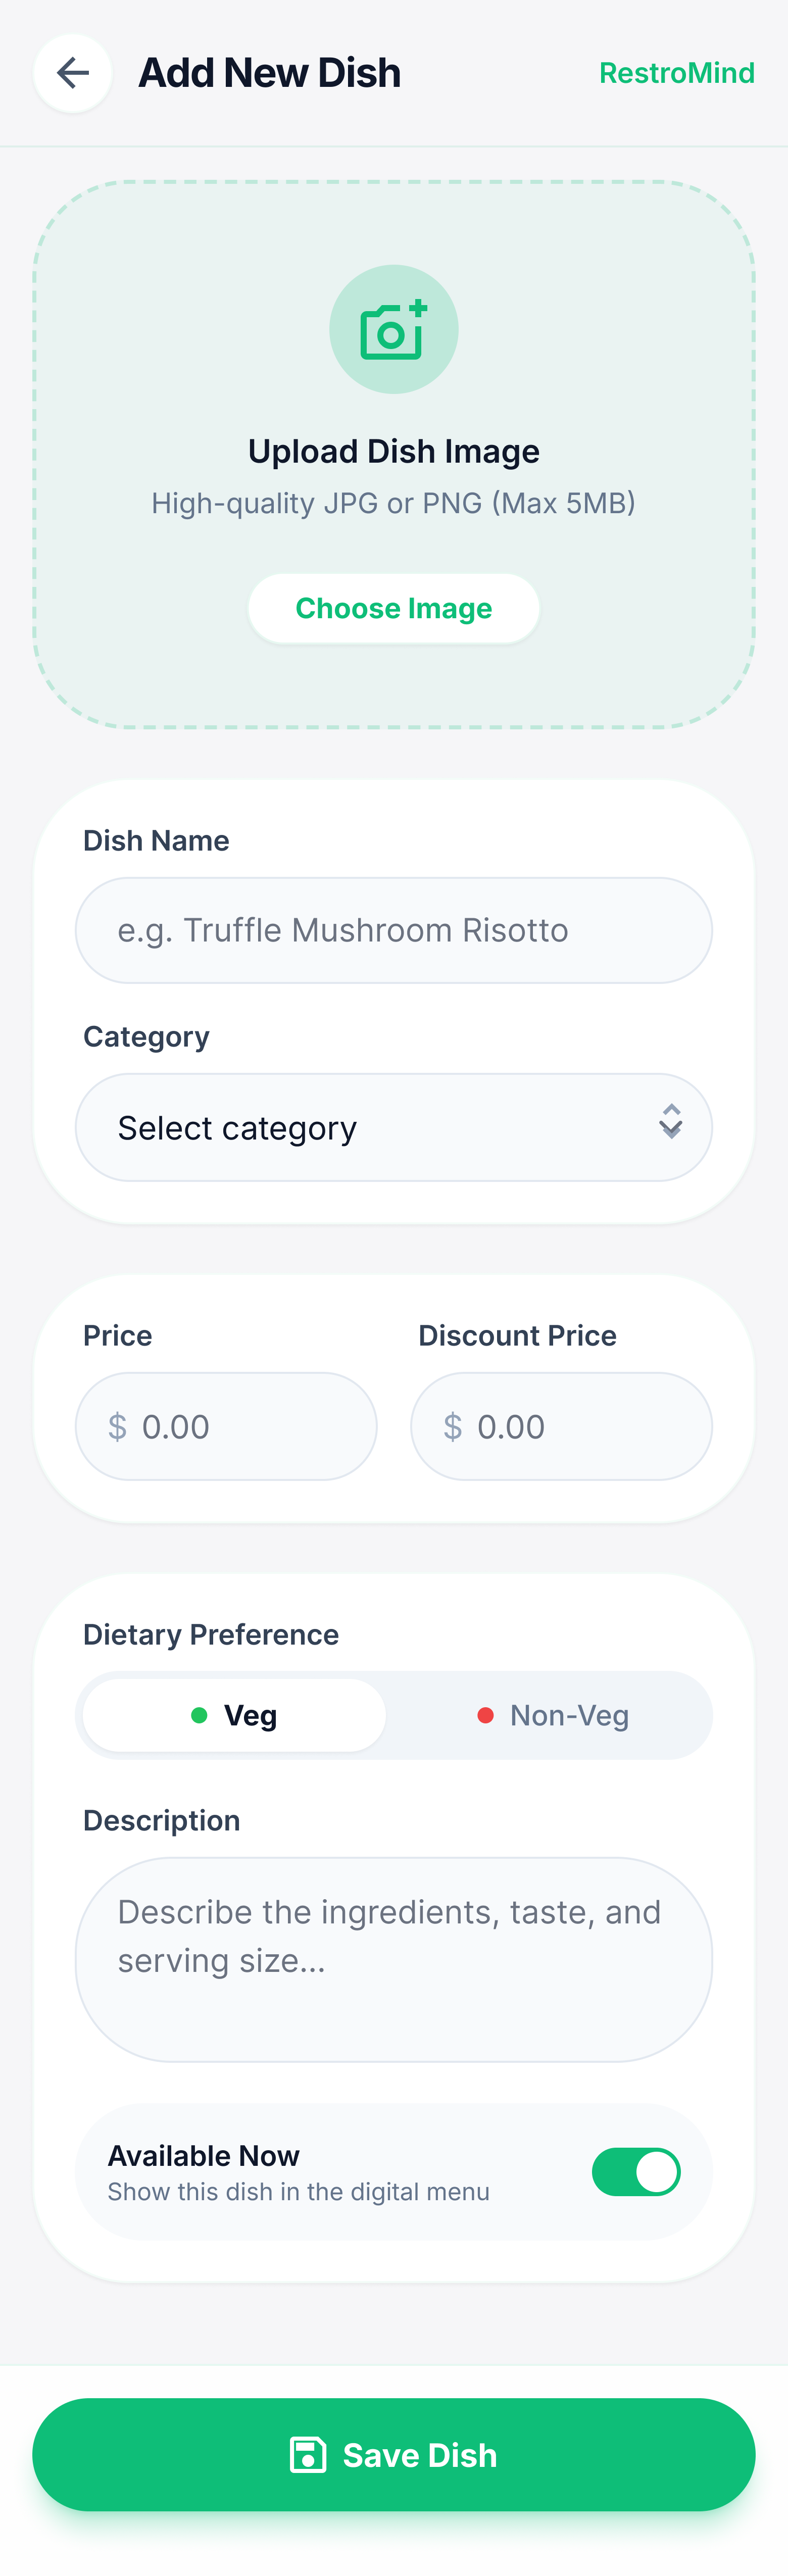 Add New Dish
RestroMind
Upload Dish Image
High-quality JPG or PNG (Max 5MB)
Choose Image
Dish Name
e.g. Truffle Mushroom Risotto
Category
Select category
Price
Discount Price
$ 0.00
$ 0.00
Dietary Preference
Veg
Non-Veg
Description
Describe the ingredients, taste, and
serving size...
Available Now
Show this dish in the digital menu
Save Dish